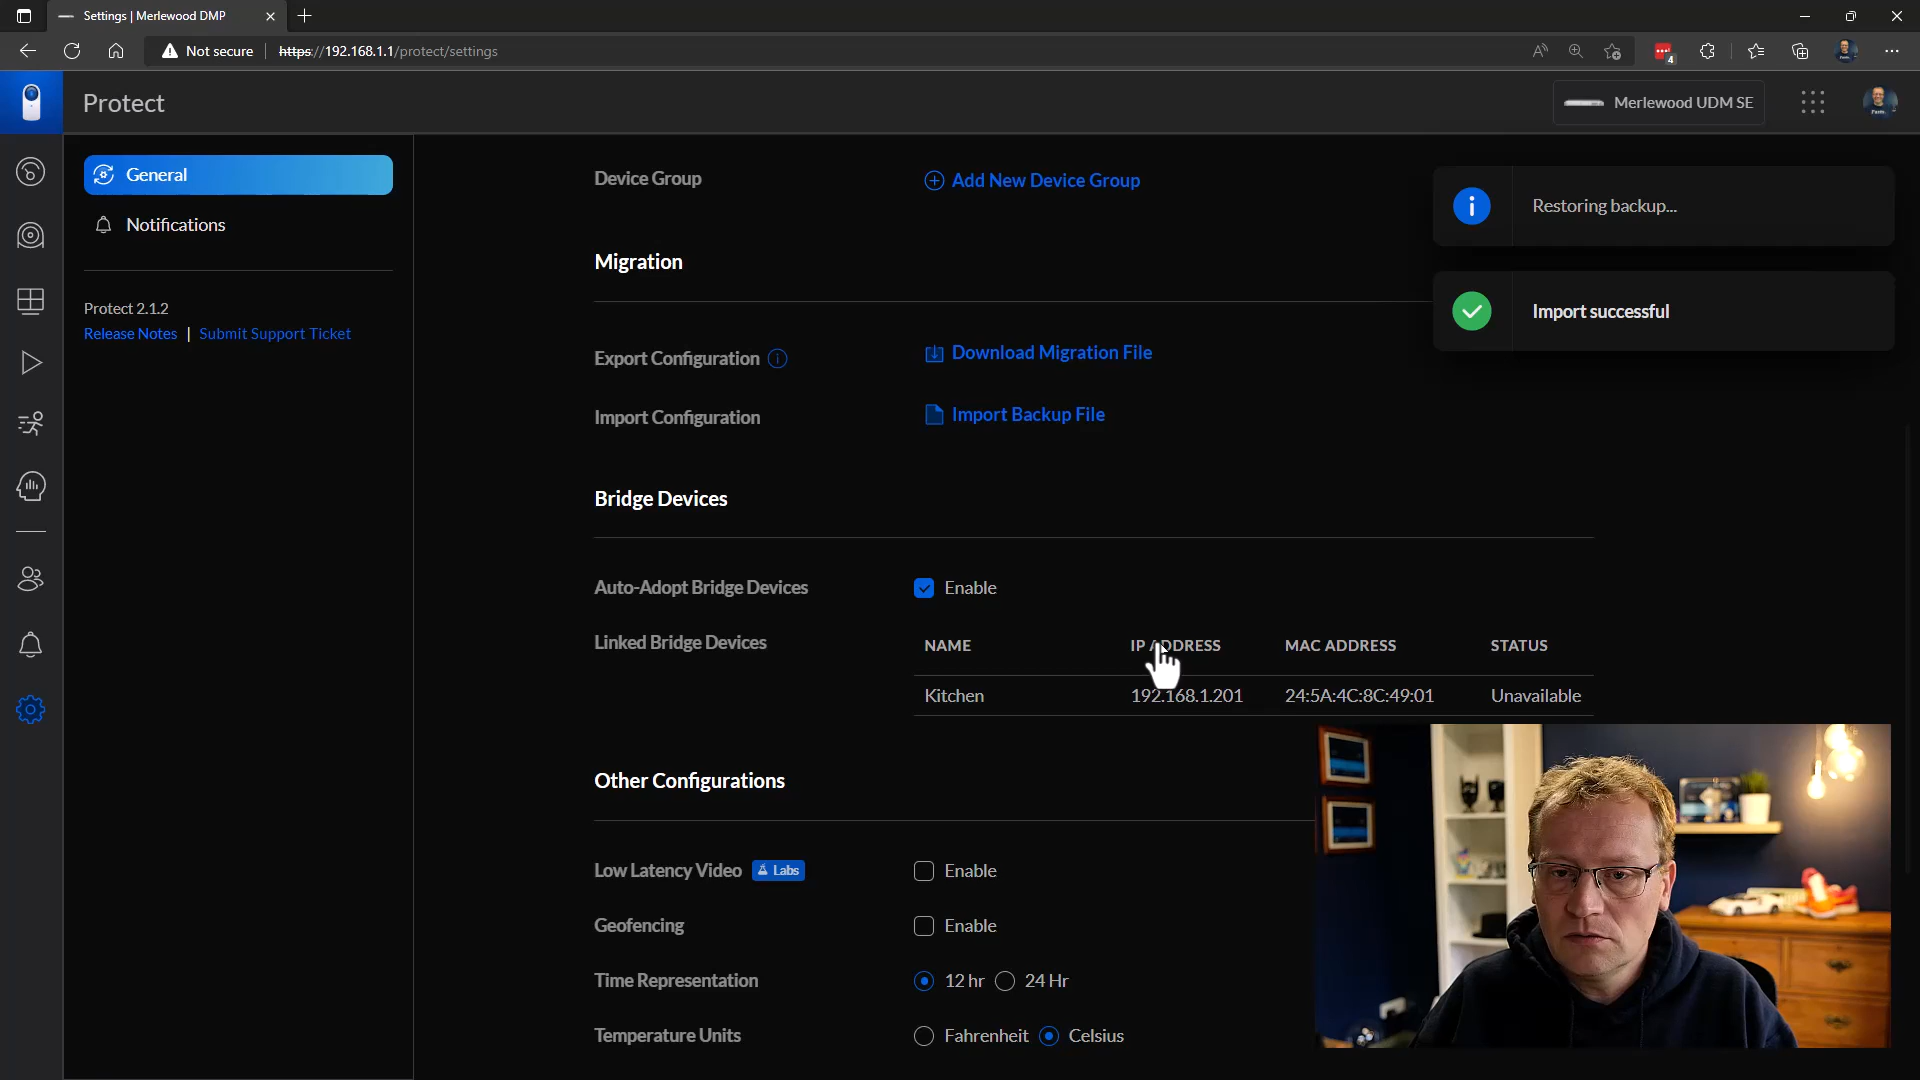 Settings | Merlewood DMP
Not secure
https://192.168.1.1/protect/settings
4
Protect
Merlewood UDM SE
General
Notifications
Protect 2.1.2
Release Notes | Submit Support Ticket
Device Group
Add New Device Group
Restoring backup...
Import successful
Migration
Export Configuration
Download Migration File
Import Configuration
Import Backup File
Bridge Devices
Auto-Adopt Bridge Devices
Enable
Linked Bridge Devices
NAME IP ADDRESS MAC ADDRESS STATUS
Kitchen 192.168.1.201 24:5A:4C:8C:49:01 Unavailable
Other Configurations
Low Latency Video Labs
Enable
Geofencing
Enable
Time Representation
12 hr 24 Hr
Temperature Units
Fahrenheit Celsius